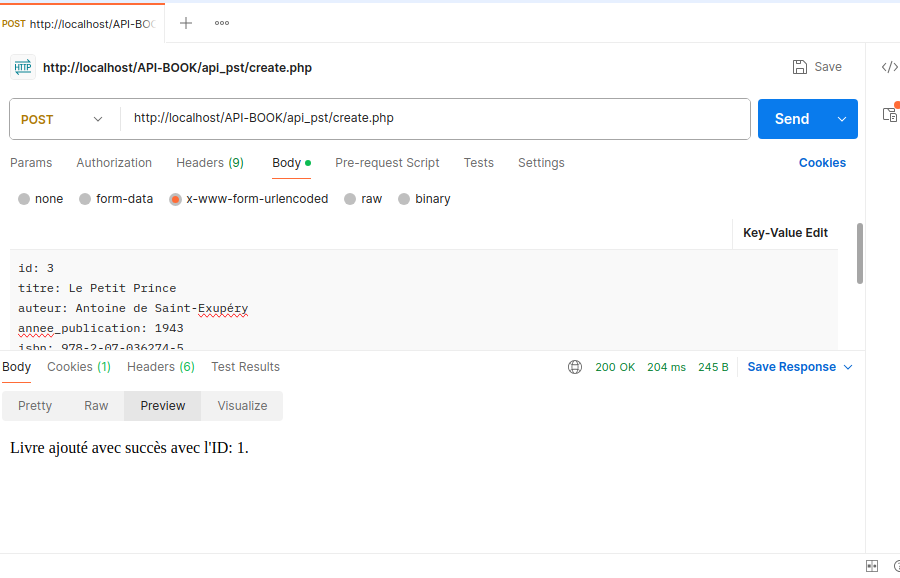 POST http://localhost/API-BOO
HTTP http://localhost/API-BOOK/api_pst/create.php Save
POST http://localhost/API-BOOK/api_pst/create.php Send
Params Authorization Headers (9) Body Pre-request Script Tests Settings Cookies
none form-data x-www-form-urlencoded raw binary
Key-Value Edit
id: 3
titre: Le Petit Prince
auteur: Antoine de Saint-Exupéry
annee_publication: 1943
isbn: 978-2-07-036274-5
Body Cookies (1) Headers (6) Test Results 200 OK 204 ms 245 B Save Response
Pretty Raw Preview Visualize
Livre ajouté avec succès avec l'ID: 1.